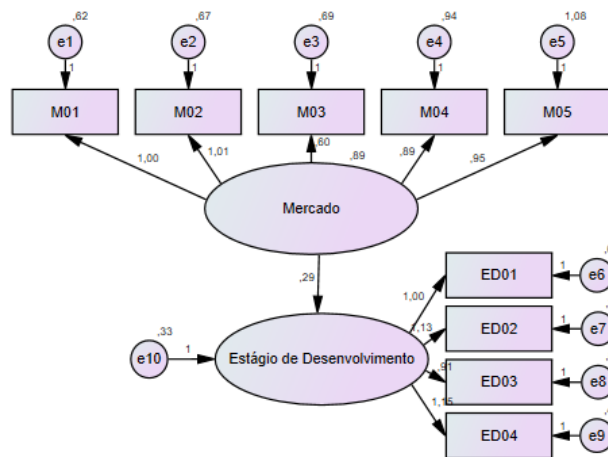 ,62 ,67 ,69 ,94 1,08
e1 e2 e3 e4 e5
1 1 1 1 1
M01 M02 M03 M04 M05
1,00 1,01 ,60 ,89 ,89 ,95
Mercado
,29
ED01 1 e6
1,00
,33
e10 1 Estágio de Desenvolvimento
1,13 ED02 1 e7
,91 ED03 1 e8
1,15 ED04 1 e9